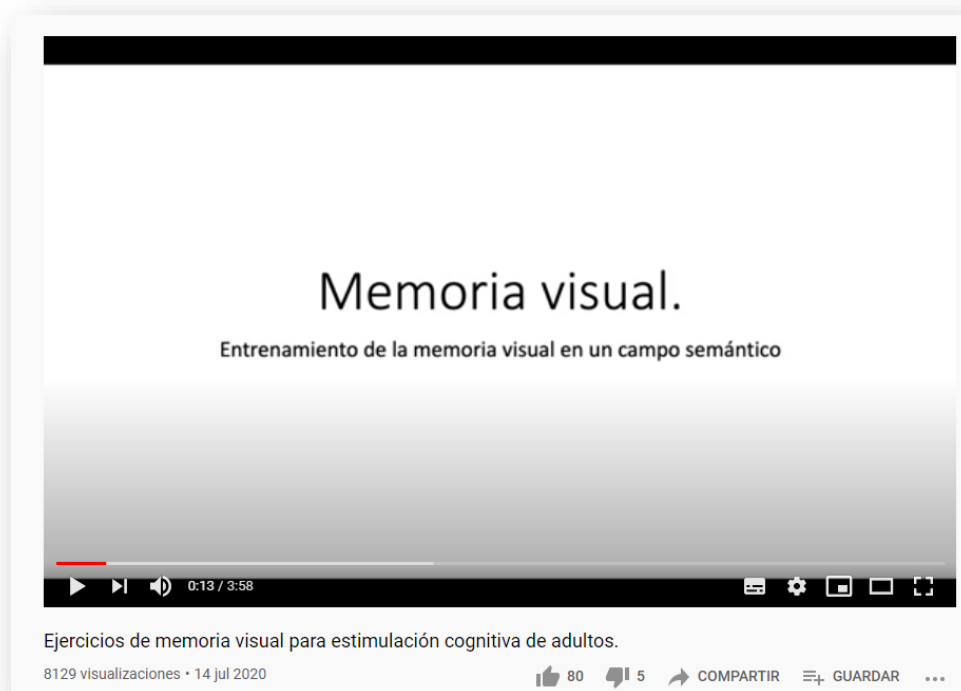 Memoria visual.
Entrenamiento de la memoria visual en un campo semántico
0:13 / 3:58
Ejercicios de memoria visual para estimulación cognitiva de adultos.
8129 visualizaciones • 14 jul 2020
80 5 COMPARTIR GUARDAR